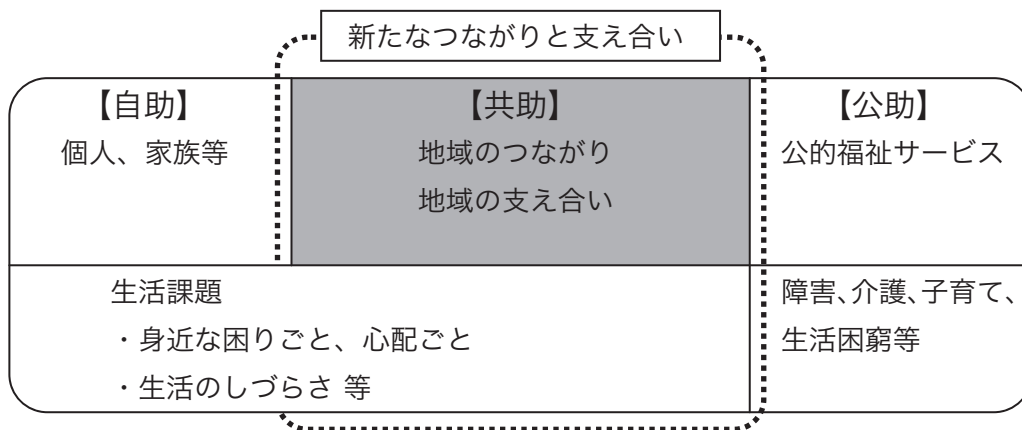 新たなつながりと支え合い
【自助】
個人、家族等
【共助】
地域のつながり
地域の支え合い
【公助】
公的福祉サービス
生活課題
・身近な困りごと、心配ごと
・生活のしづらさ 等
障害、介護、子育て、
生活困窮等